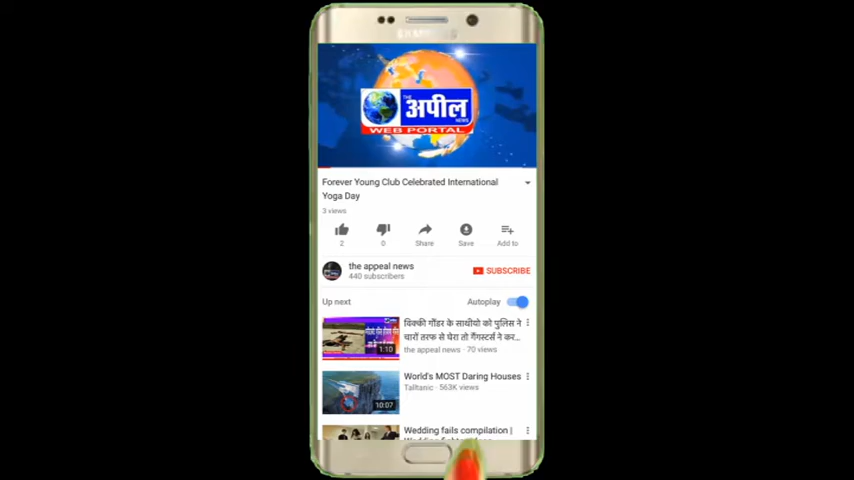 THE
अपील
NEWS
WEB PORTAL
Forever Young Club Celebrated International
Yoga Day
3 views
2
0
Share
Save
Add to
the appeal news
440 subscribers
SUBSCRIBE
Up next
Autoplay
विक्की गौंडर के साथीयो को पुलिस ने
चारों तरफ से घेरा तो गैंगस्टर्स ने कर...
the appeal news · 70 views
1:10
World's MOST Daring Houses
Talltanic · 563K views
10:07
Wedding fails compilation |